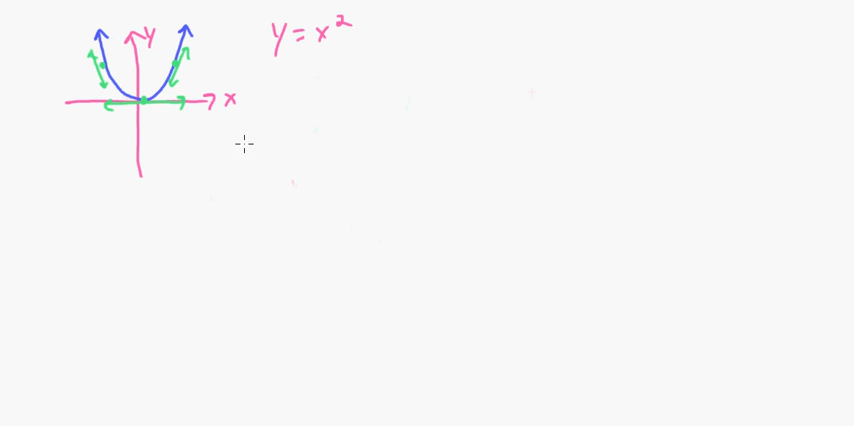 y
y = x²
x